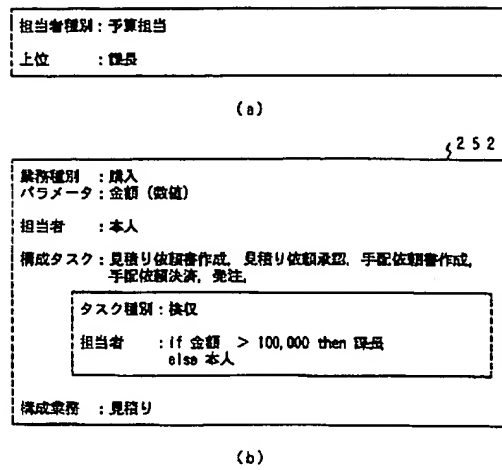 担当者種別：予算担当
上位　　　：課長
(a)
252
業務種別　：購入
パラメータ：金額（数値）
担当者　　：本人
構成タスク：見積り依頼書作成，見積り依頼承認，手配依頼書作成，
手配依頼決済，発注，
タスク種別：検収
担当者　　：if 金額 > 100,000 then 課長
else 本人
構成業務　：見積り
(b)